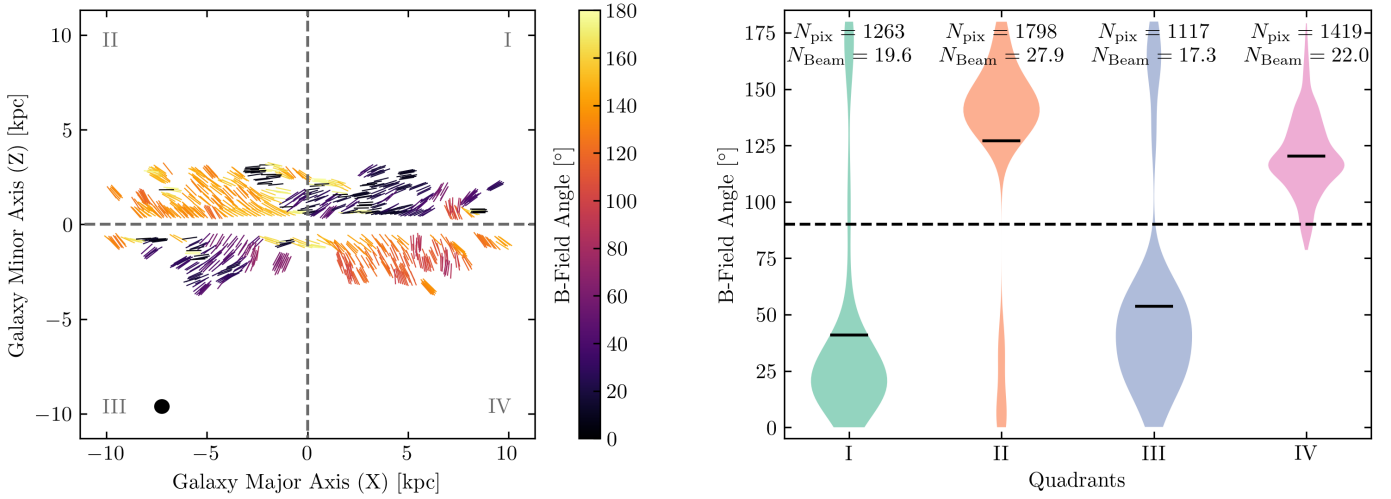 II
I
III
IV
10
5
0
−5
−10
−10
−5
0
5
10
Galaxy Minor Axis (Z) [kpc]
Galaxy Major Axis (X) [kpc]
180
160
140
120
100
80
60
40
20
0
B-Field Angle [°]
N_pix = 1263
N_Beam = 19.6
N_pix = 1798
N_Beam = 27.9
N_pix = 1117
N_Beam = 17.3
N_pix = 1419
N_Beam = 22.0
175
150
125
100
75
50
25
0
B-Field Angle [°]
I
II
III
IV
Quadrants